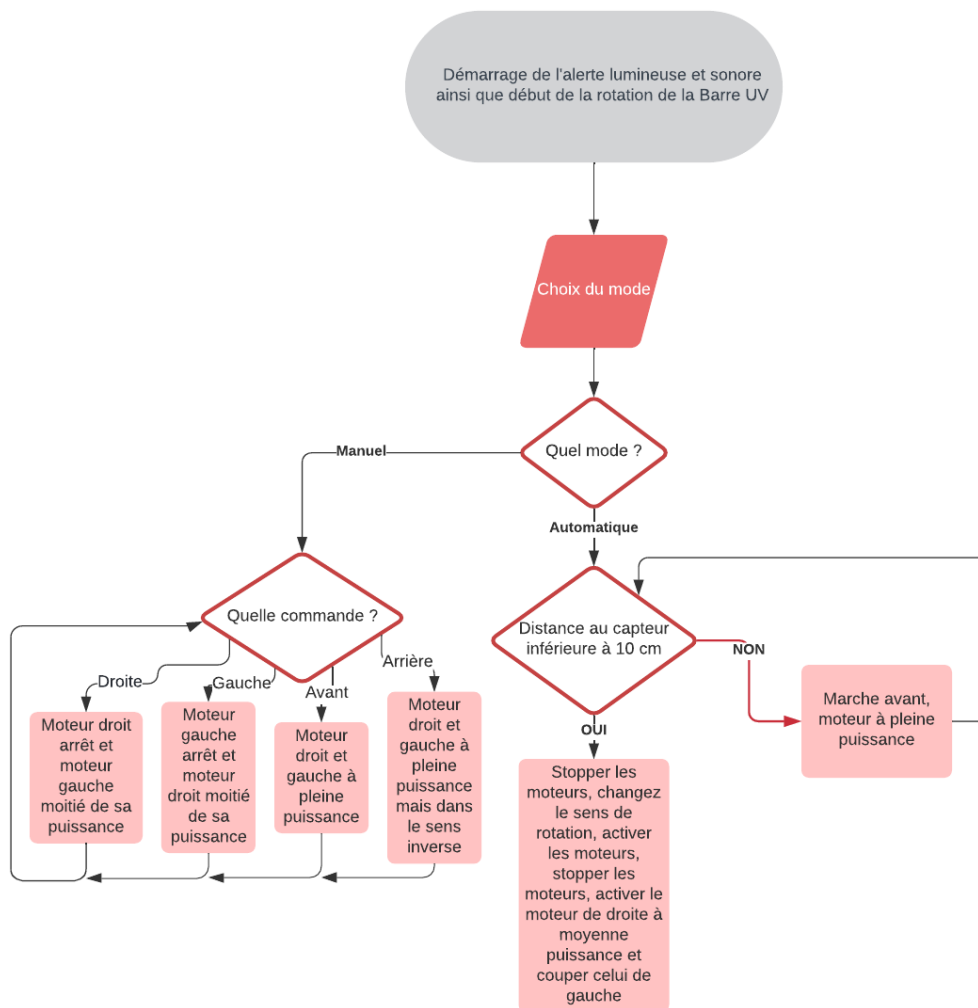 Démarrage de l'alerte lumineuse et sonore
ainsi que début de la rotation de la Barre UV
Choix du mode
Quel mode ?
Manuel
Automatique
Quelle commande ?
Droite
Gauche
Avant
Arrière
Moteur droit
arrêt et
moteur
gauche
moitié de sa
puissance
Moteur
gauche
arrêt et
moteur
droit moitié
de sa
puissance
Moteur
droit et
gauche à
pleine
puissance
Moteur
droit et
gauche à
pleine
puissance
mais dans
le sens
inverse
Distance au capteur
inférieure à 10 cm
NON
OUI
Marche avant,
moteur à pleine
puissance
Stopper les
moteurs, changez
le sens de
rotation, activer
les moteurs,
stopper les
moteurs, activer le
moteur de droite à
moyenne
puissance et
couper celui de
gauche